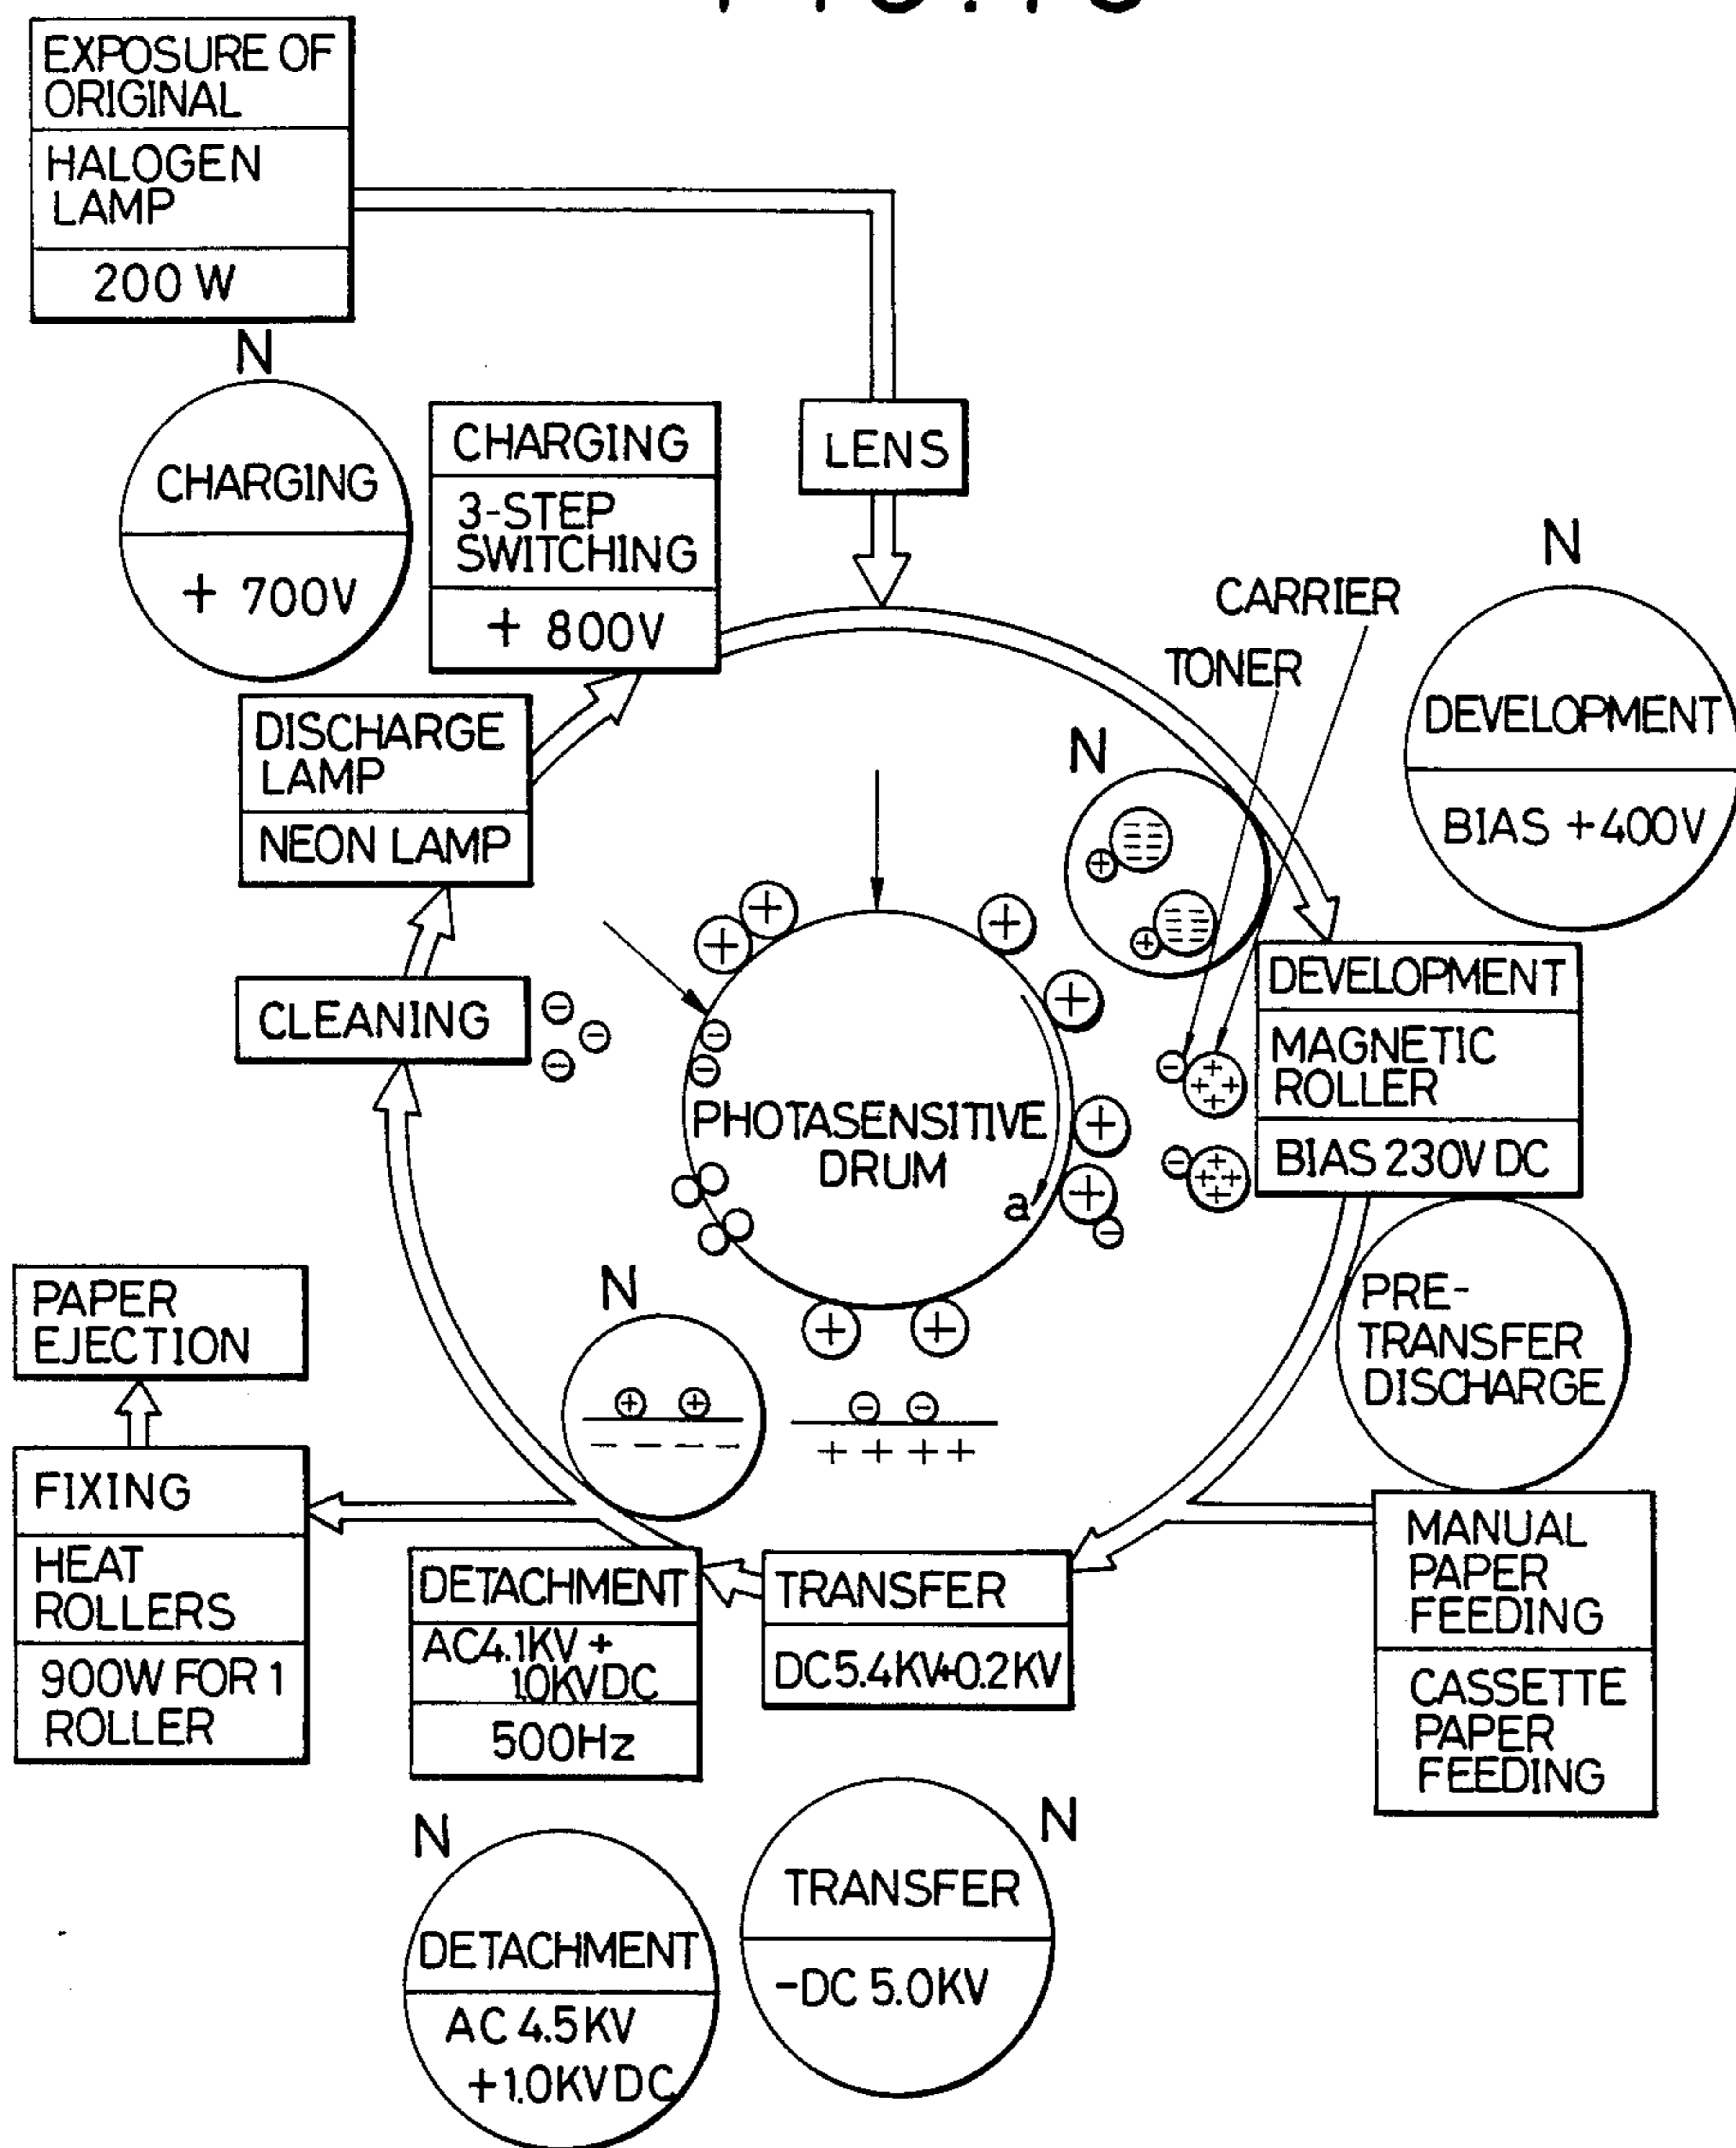 EXPOSURE OF
ORIGINAL
HALOGEN
LAMP
200 W
N
CHARGING
+ 700V
CHARGING
3-STEP
SWITCHING
+ 800V
LENS
CARRIER
TONER
N
DEVELOPMENT
BIAS +400V
DISCHARGE
LAMP
NEON LAMP
N
CLEANING
DEVELOPMENT
MAGNETIC
ROLLER
BIAS 230V DC
PHOTASENSITIVE
DRUM
a
PRE-
TRANSFER
DISCHARGE
N
PAPER
EJECTION
FIXING
HEAT
ROLLERS
900W FOR 1
ROLLER
DETACHMENT
AC4.1KV +
1.0KVDC
500Hz
TRANSFER
DC5.4KV+0.2KV
MANUAL
PAPER
FEEDING
CASSETTE
PAPER
FEEDING
N
DETACHMENT
AC 4.5KV
+1.0KVDC
N
TRANSFER
-DC 5.0KV